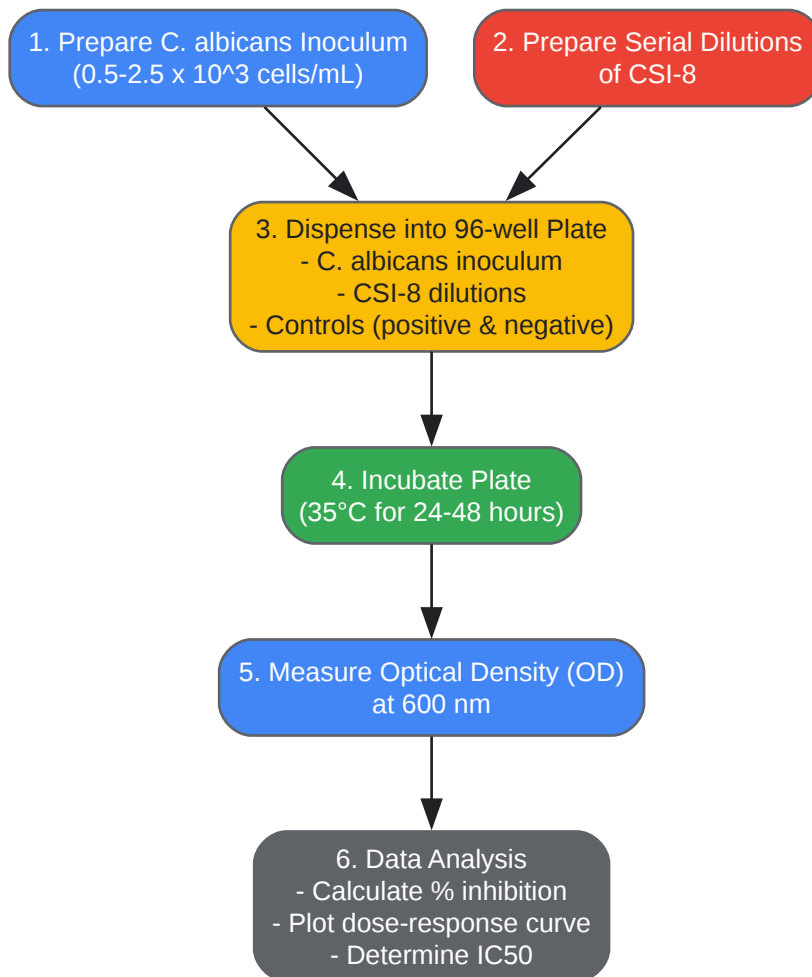 1. Prepare C. albicans Inoculum
(0.5-2.5 x 10^3 cells/mL)
2. Prepare Serial Dilutions
of CSI-8
3. Dispense into 96-well Plate
- C. albicans inoculum
- CSI-8 dilutions
- Controls (positive & negative)
4. Incubate Plate
(35°C for 24-48 hours)
5. Measure Optical Density (OD)
at 600 nm
6. Data Analysis
- Calculate % inhibition
- Plot dose-response curve
- Determine IC50